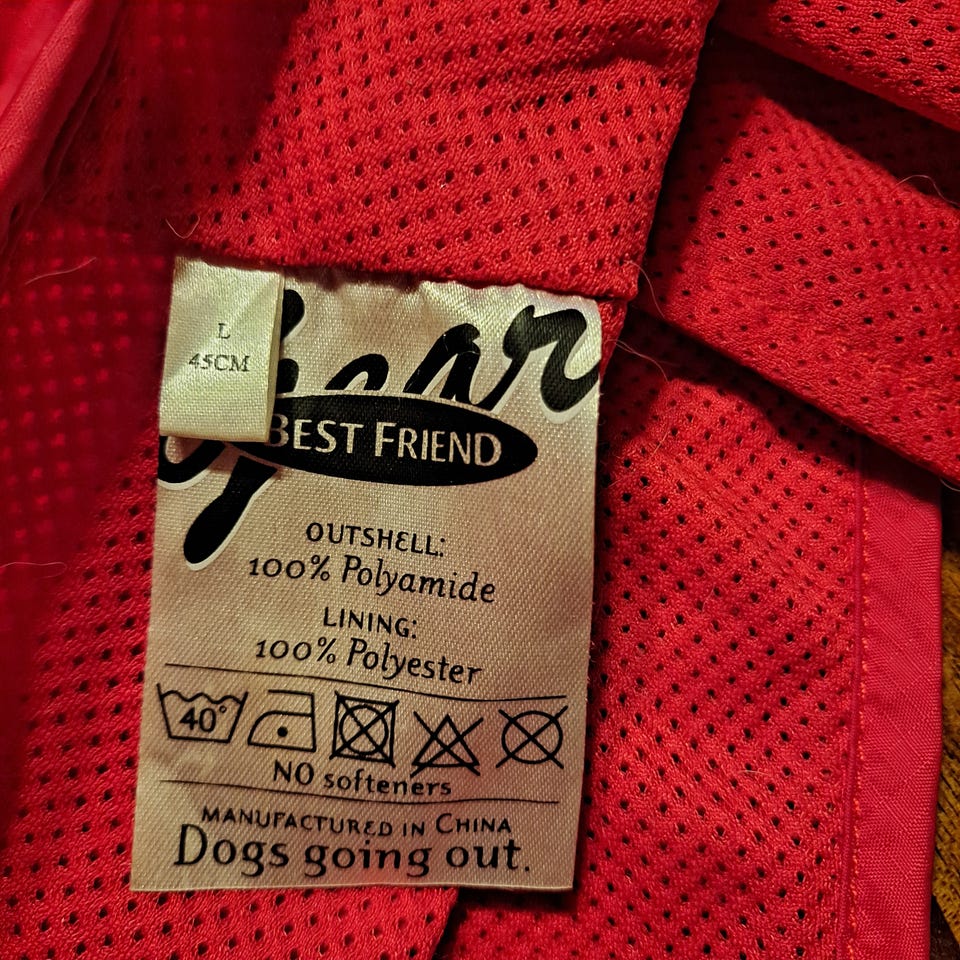 L
45CM
BEST FRIEND
OUTSHELL:
100% Polyamide
LINING:
100% Polyester
40°
NO softeners
MANUFACTURED IN CHINA
Dogs going out.